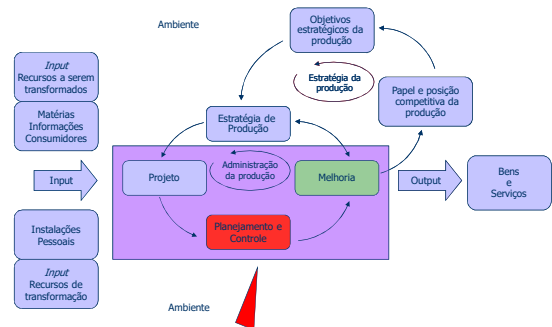 Ambiente
Objetivos
estratégicos da
produção
Input
Recursos a serem
transformados
Matérias
Informações
Consumidores
Estratégia da
produção
Papel e posição
competitiva da
produção
Estratégia de
Produção
Input
Projeto
Administração
da produção
Melhoria
Output
Bens
e
Serviços
Instalações
Pessoais
Planejamento e
Controle
Input
Recursos de
transformação
Ambiente